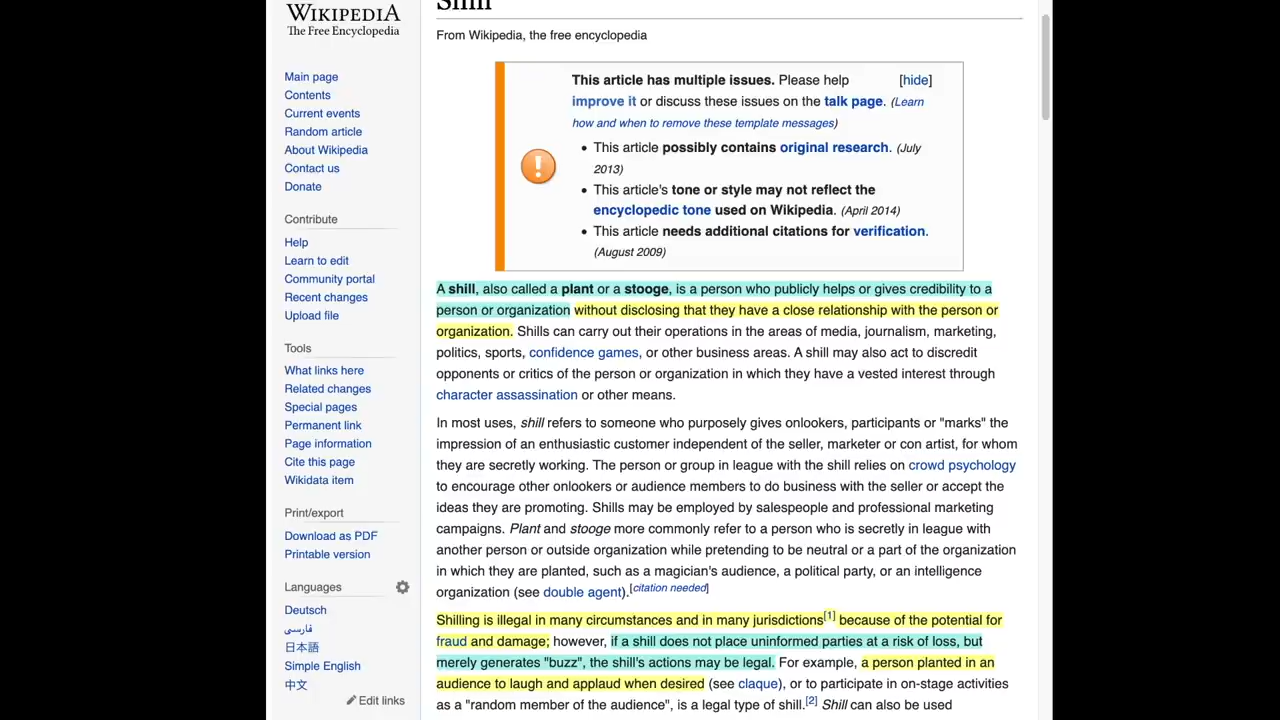 WIKIPEDIA
The Free Encyclopedia
Main page
Contents
Current events
Random article
About Wikipedia
Contact us
Donate
Contribute
Help
Learn to edit
Community portal
Recent changes
Upload file
Tools
What links here
Related changes
Special pages
Permanent link
Page information
Cite this page
Wikidata item
Print/export
Download as PDF
Printable version
Languages
Deutsch
فارسی
日本語
Simple English
中文
Edit links
Shill
From Wikipedia, the free encyclopedia
This article has multiple issues. Please help [hide]
improve it or discuss these issues on the talk page. (Learn
how and when to remove these template messages)
• This article possibly contains original research. (July
2013)
• This article's tone or style may not reflect the
encyclopedic tone used on Wikipedia. (April 2014)
• This article needs additional citations for verification.
(August 2009)
A shill, also called a plant or a stooge, is a person who publicly helps or gives credibility to a
person or organization without disclosing that they have a close relationship with the person or
organization. Shills can carry out their operations in the areas of media, journalism, marketing,
politics, sports, confidence games, or other business areas. A shill may also act to discredit
opponents or critics of the person or organization in which they have a vested interest through
character assassination or other means.
In most uses, shill refers to someone who purposely gives onlookers, participants or "marks" the
impression of an enthusiastic customer independent of the seller, marketer or con artist, for whom
they are secretly working. The person or group in league with the shill relies on crowd psychology
to encourage other onlookers or audience members to do business with the seller or accept the
ideas they are promoting. Shills may be employed by salespeople and professional marketing
campaigns. Plant and stooge more commonly refer to a person who is secretly in league with
another person or outside organization while pretending to be neutral or a part of the organization
in which they are planted, such as a magician's audience, a political party, or an intelligence
organization (see double agent).[citation needed]
Shilling is illegal in many circumstances and in many jurisdictions[1] because of the potential for
fraud and damage; however, if a shill does not place uninformed parties at a risk of loss, but
merely generates "buzz", the shill's actions may be legal. For example, a person planted in an
audience to laugh and applaud when desired (see claque), or to participate in on-stage activities
as a "random member of the audience", is a legal type of shill.[2] Shill can also be used